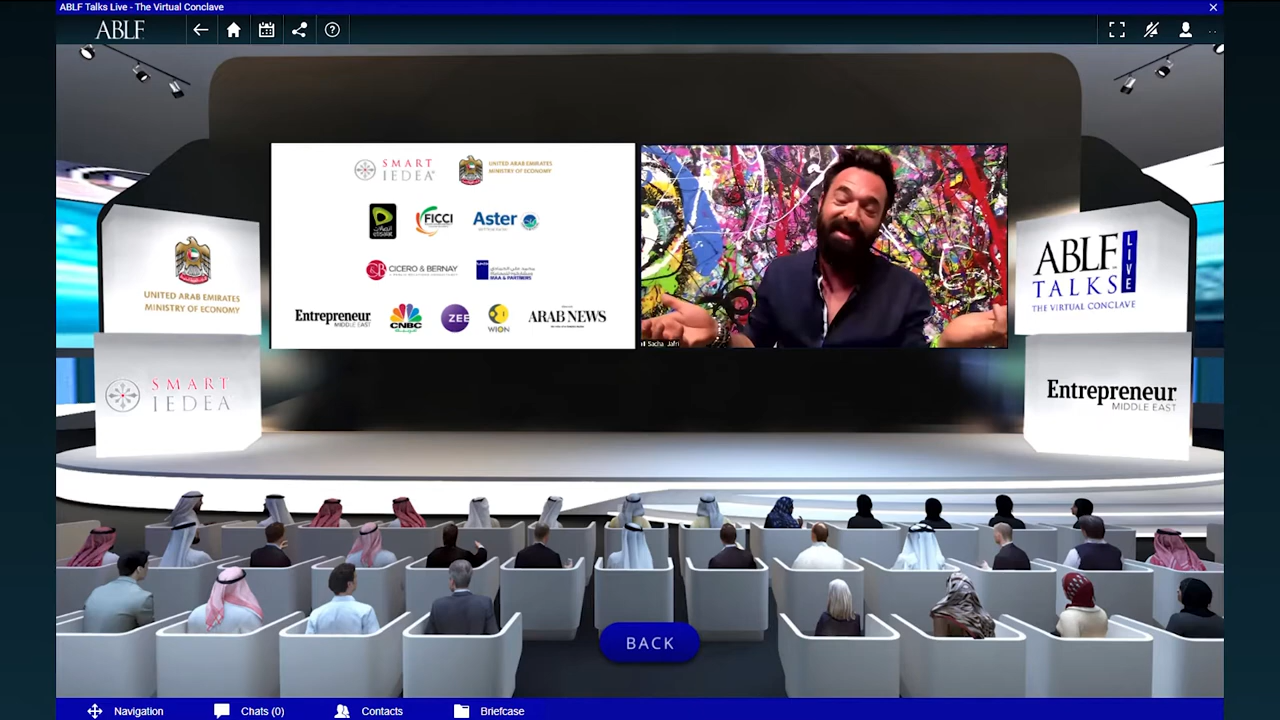 ABLF Talks Live - The Virtual Conclave
ABLF
SMART
IEDEA
UNITED ARAB EMIRATES
MINISTRY OF ECONOMY
FICCI
Aster
CICERO & BERNAY
MAA & PARTNERS
Entrepreneur
MIDDLE EAST
CNBC
ZEE
WION
ARAB NEWS
Sacha Jafri
UNITED ARAB EMIRATES
MINISTRY OF ECONOMY
SMART
IEDEA
ABLF
TALKS
LIVE
THE VIRTUAL CONCLAVE
Entrepreneur
MIDDLE EAST
BACK
Navigation
Chats (0)
Contacts
Briefcase